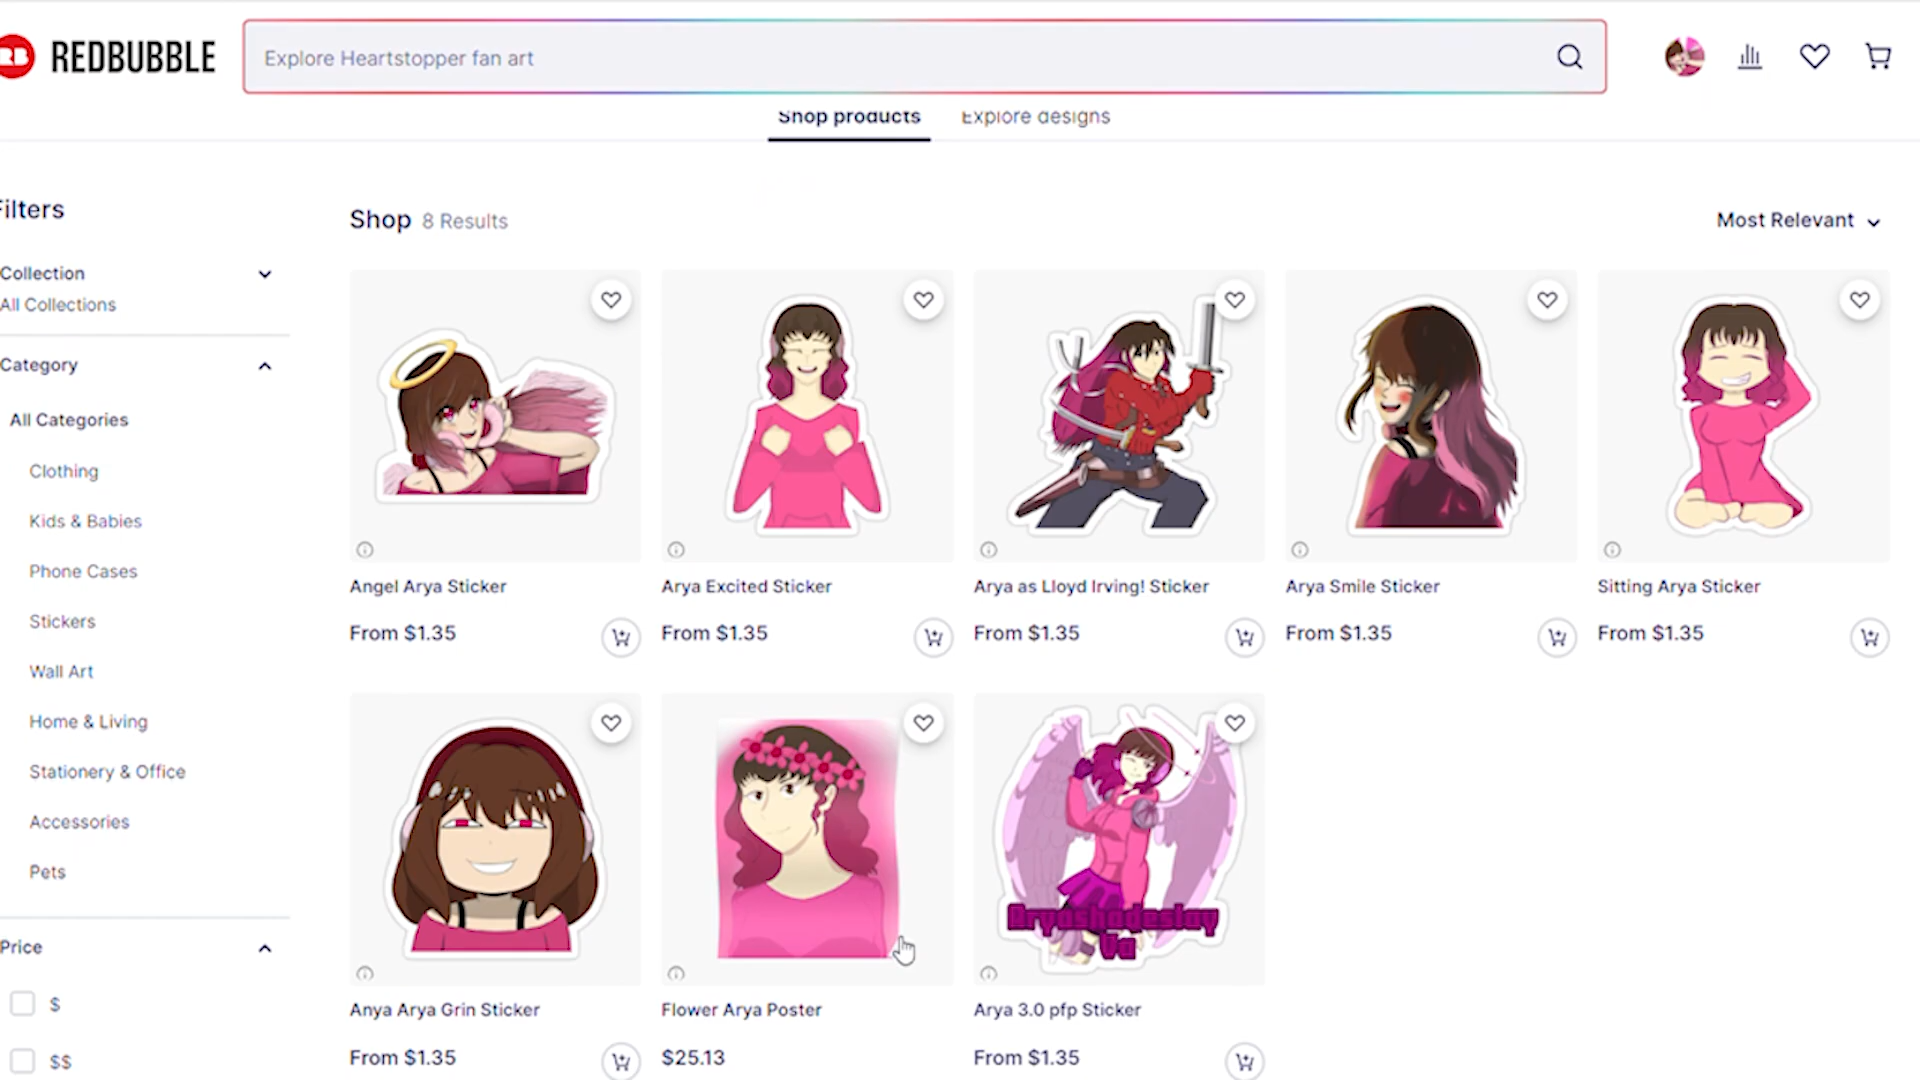 RB REDBUBBLE
Explore Heartstopper fan art
Shop products
Explore designs
Filters
Shop 8 Results
Most Relevant
Collection
All Collections
Category
All Categories
Clothing
Kids & Babies
Phone Cases
Stickers
Wall Art
Home & Living
Stationery & Office
Accessories
Pets
Price
$
$$
Angel Arya Sticker
From $1.35
Arya Excited Sticker
From $1.35
Arya as Lloyd Irving! Sticker
From $1.35
Arya Smile Sticker
From $1.35
Sitting Arya Sticker
From $1.35
Anya Arya Grin Sticker
From $1.35
Flower Arya Poster
$25.13
Aryashadeslay
Va
Arya 3.0 pfp Sticker
From $1.35